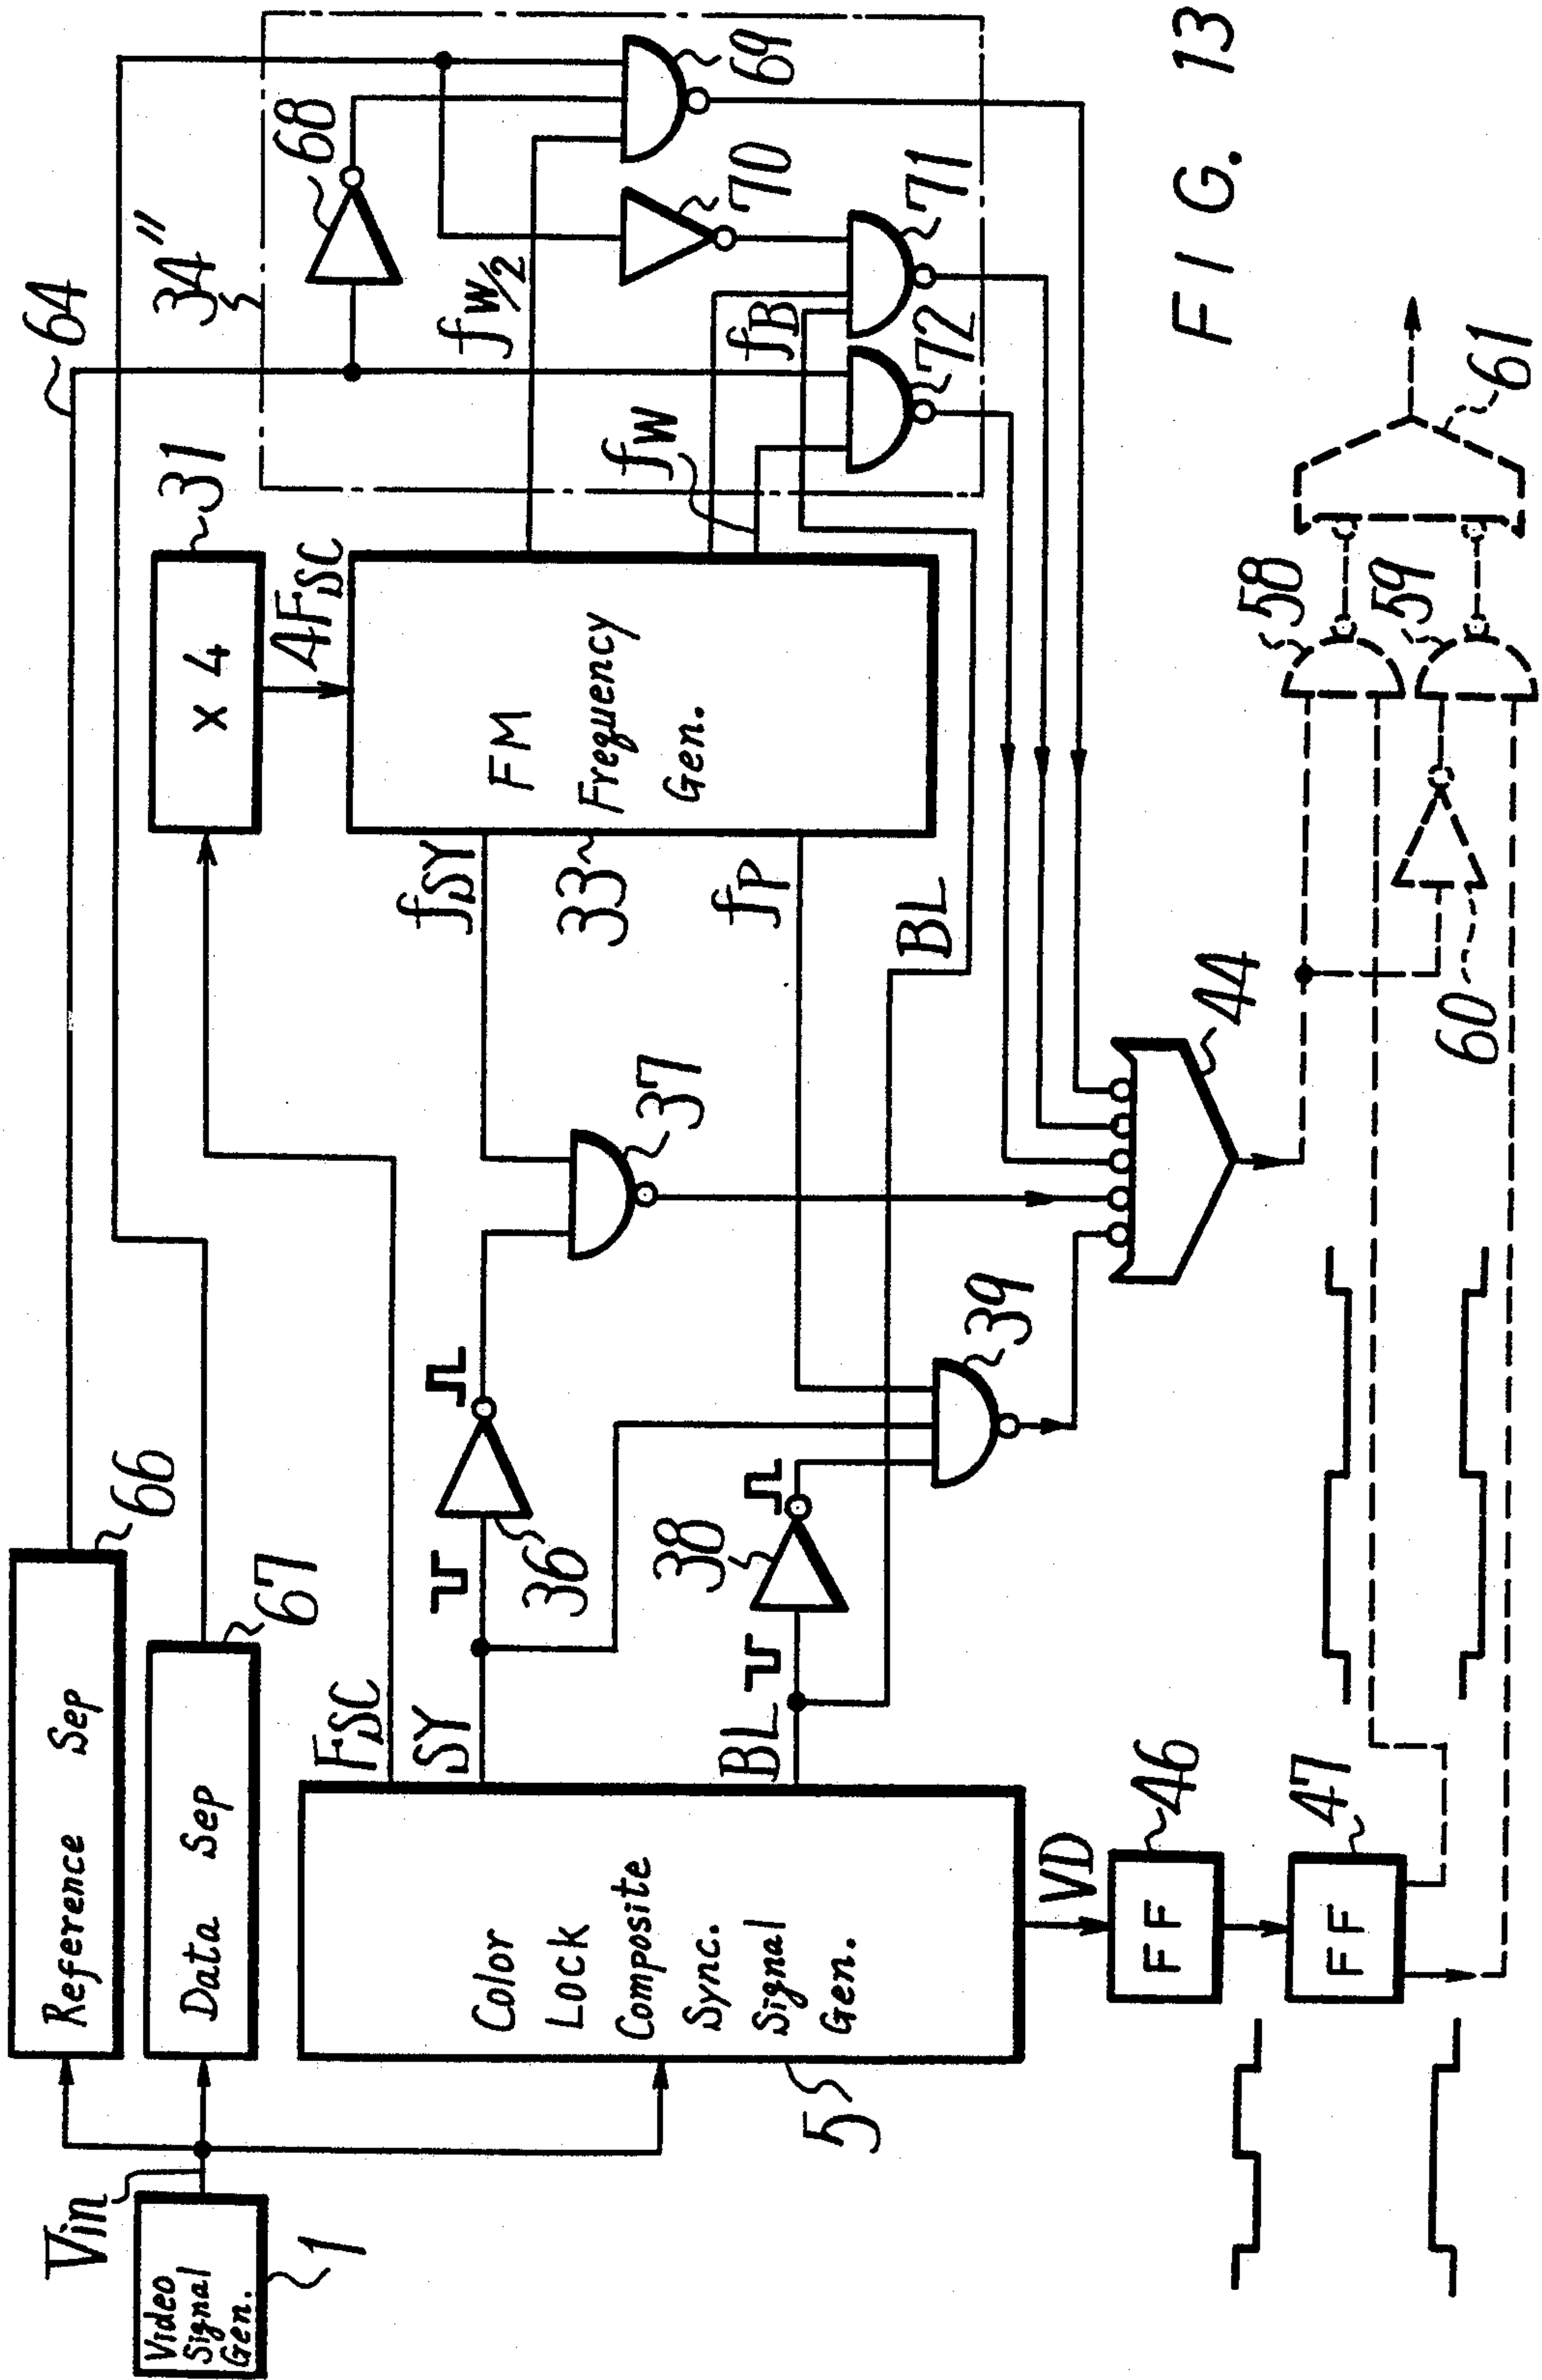 FIG. 13
64
34"
68
69
70
71
72
fW/2
fB
fW
31
x 4
4FSC
FM
Frequency
Gen.
33
fSY
fP
BL
37
39
36
38
44
58
59
60
61
66
Reference Sep
67
Data Sep
FSC
SY
BL
Color
Lock
Composite
Sync.
Signal
Gen.
5
VD
46
FF
47
FF
Vin
Video
Signal
Gen.
1